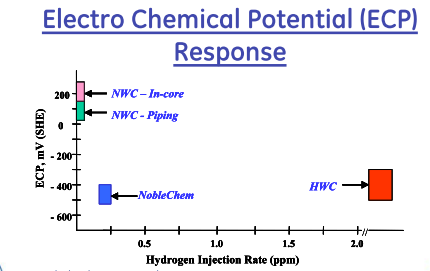 Electro Chemical Potential (ECP)
Response
200
NWC – In-core
NWC - Piping
0
ECP, mV (SHE)
- 200
- 400
HWC
NobleChem
- 600
0.5 1.0 1.5 2.0
Hydrogen Injection Rate (ppm)